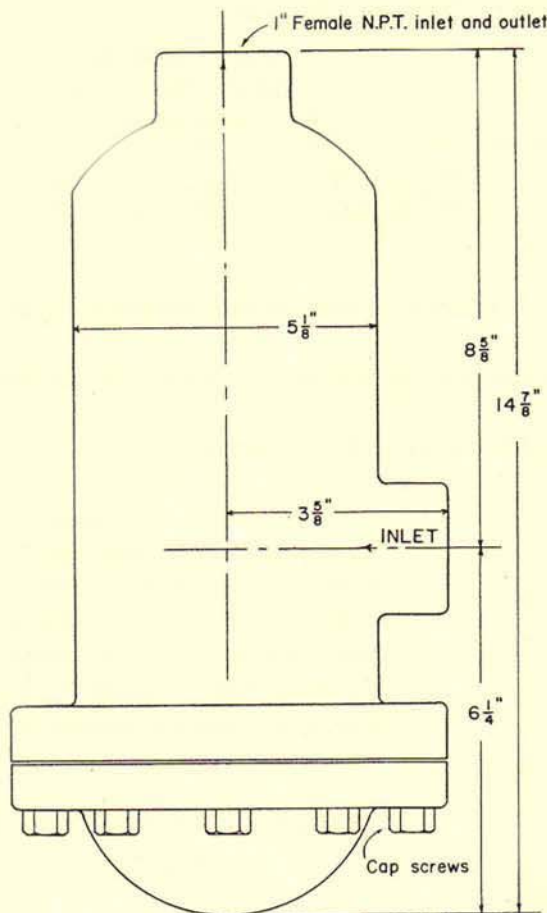 1" Female N.P.T. inlet and outlet
5 1/8"
8 5/8"
14 7/8"
3 5/8"
INLET
6 1/4"
Cap screws